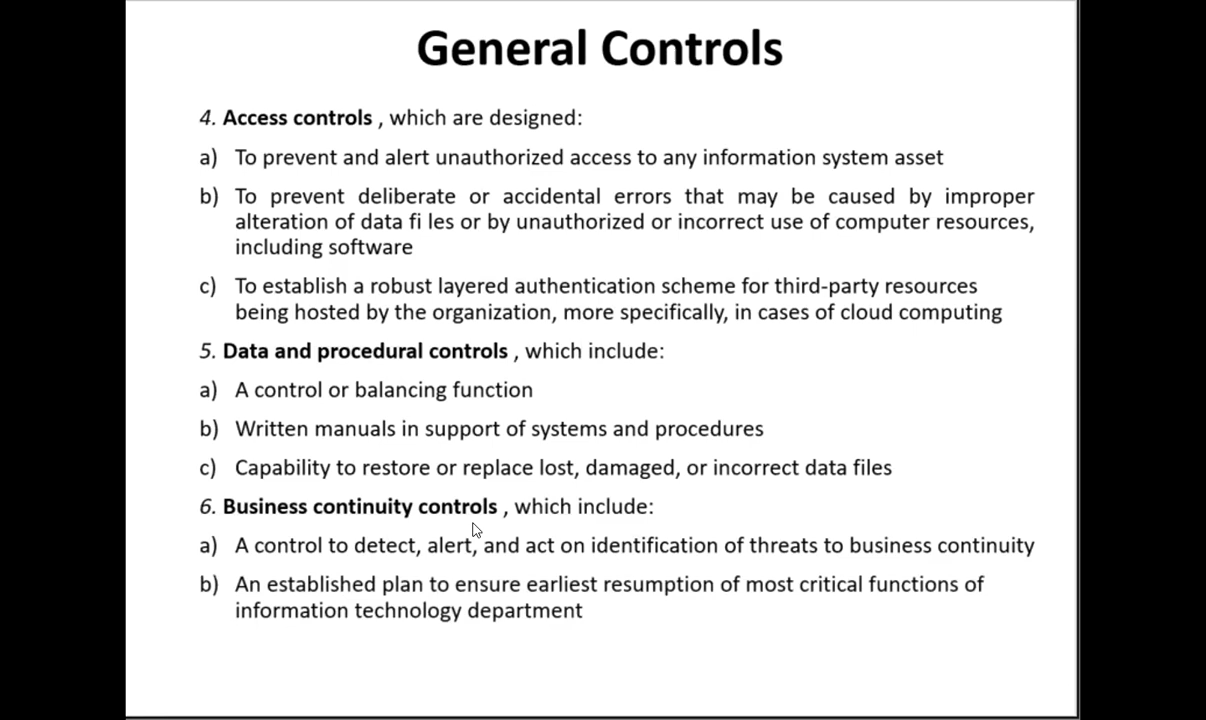 General Controls
4. Access controls , which are designed:
a) To prevent and alert unauthorized access to any information system asset
b) To prevent deliberate or accidental errors that may be caused by improper
alteration of data fi les or by unauthorized or incorrect use of computer resources,
including software
c) To establish a robust layered authentication scheme for third-party resources
being hosted by the organization, more specifically, in cases of cloud computing
5. Data and procedural controls , which include:
a) A control or balancing function
b) Written manuals in support of systems and procedures
c) Capability to restore or replace lost, damaged, or incorrect data files
6. Business continuity controls , which include:
a) A control to detect, alert, and act on identification of threats to business continuity
b) An established plan to ensure earliest resumption of most critical functions of
information technology department